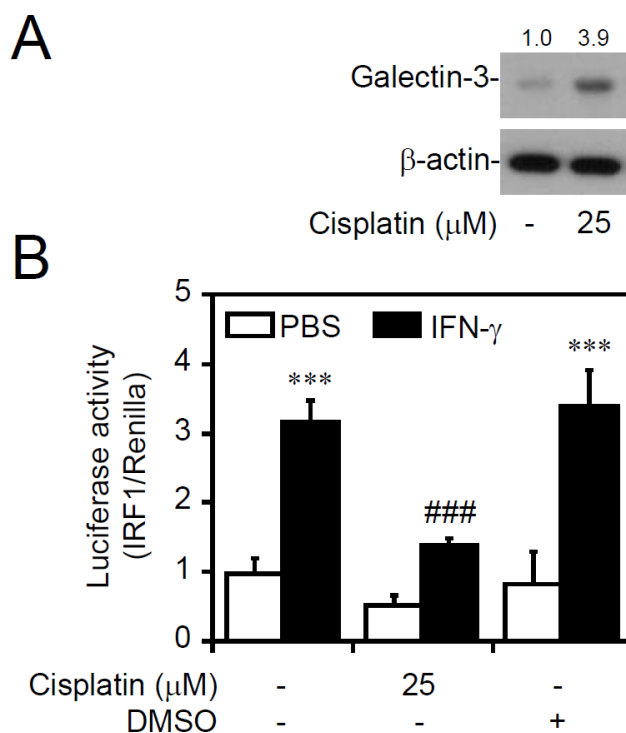 A
1.0 3.9
Galectin-3-
β-actin-
Cisplatin (μM) - 25
B
5
4
3
2
1
0
Luciferase activity
(IRF1/Renilla)
PBS IFN-γ
*** ### ***
Cisplatin (μM) - 25 -
DMSO - - +